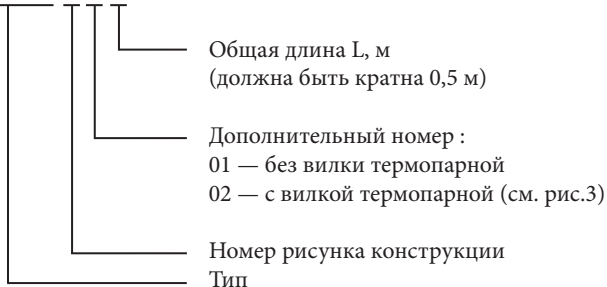 Общая длина L, м
(должна быть кратна 0,5 м)
Дополнительный номер :
01 — без вилки термопарной
02 — с вилкой термопарной (см. рис.3)
Номер рисунка конструкции
Тип